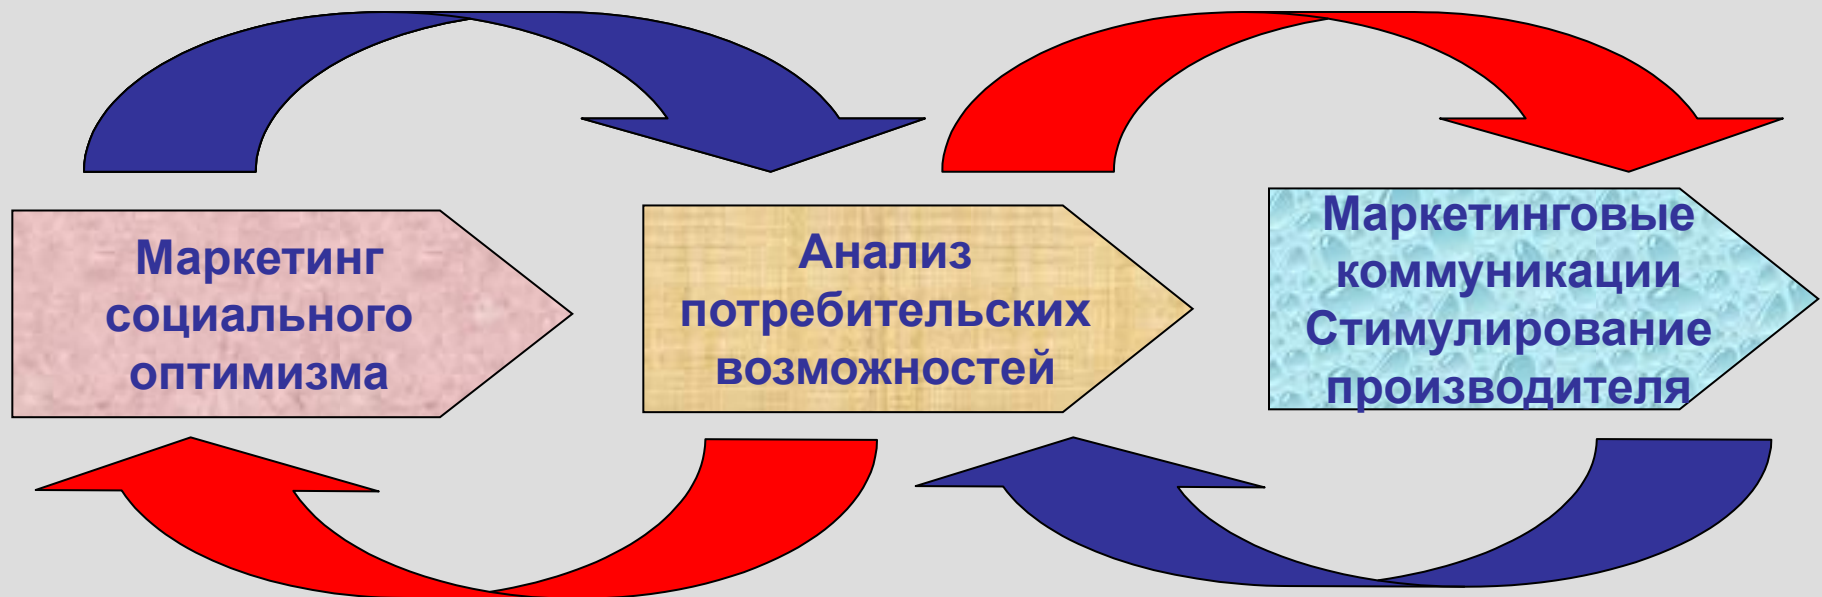 Маркетинг
социального
оптимизма
Анализ
потребительских
возможностей
Маркетинговые
коммуникации
Стимулирование
производителя